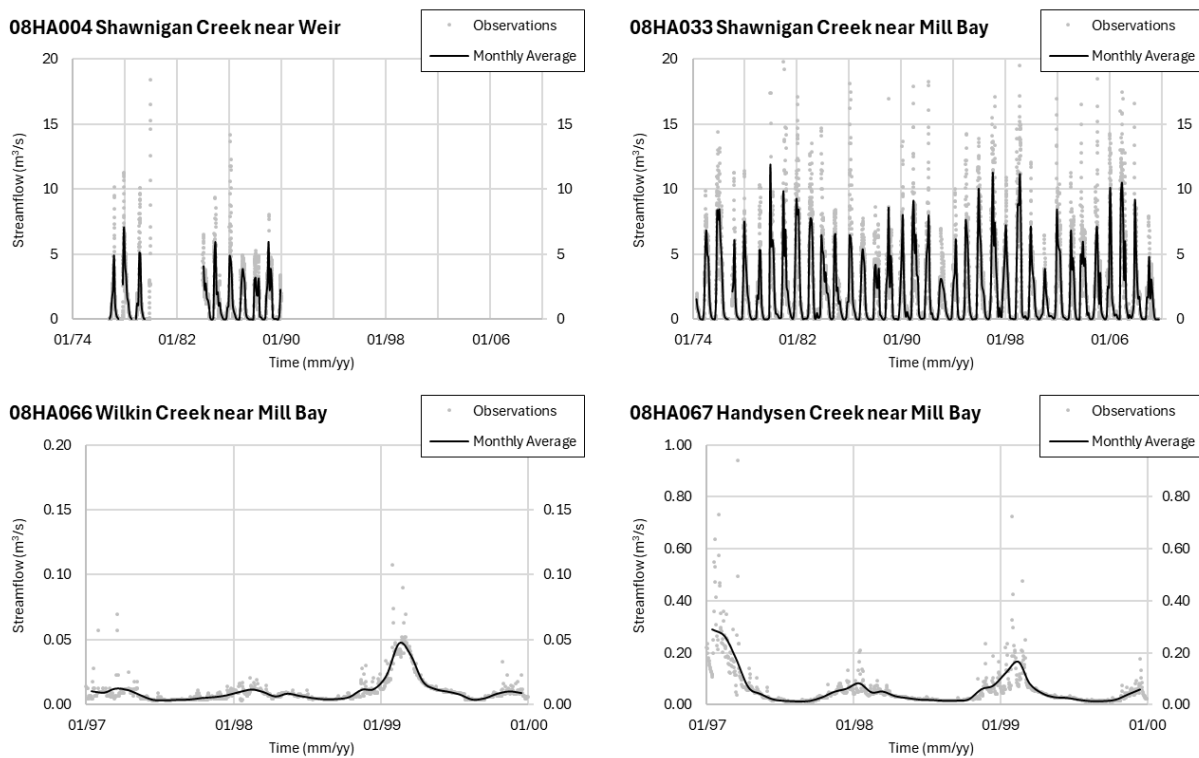 08HA004 Shawnigan Creek near Weir
Observations
Monthly Average
20
15
10
5
0
15
10
5
0
Streamflow (m³/s)
01/74
01/82
01/90
01/98
01/06
Time (mm/yy)
08HA033 Shawnigan Creek near Mill Bay
Observations
Monthly Average
20
15
10
5
0
15
10
5
0
Streamflow (m³/s)
01/74
01/82
01/90
01/98
01/06
Time (mm/yy)
08HA066 Wilkin Creek near Mill Bay
Observations
Monthly Average
0.20
0.15
0.10
0.05
0.00
0.15
0.10
0.05
0.00
Streamflow (m³/s)
01/97
01/98
01/99
01/00
Time (mm/yy)
08HA067 Handysen Creek near Mill Bay
Observations
Monthly Average
1.00
0.80
0.60
0.40
0.20
0.00
0.80
0.60
0.40
0.20
0.00
Streamflow (m³/s)
01/97
01/98
01/99
01/00
Time (mm/yy)